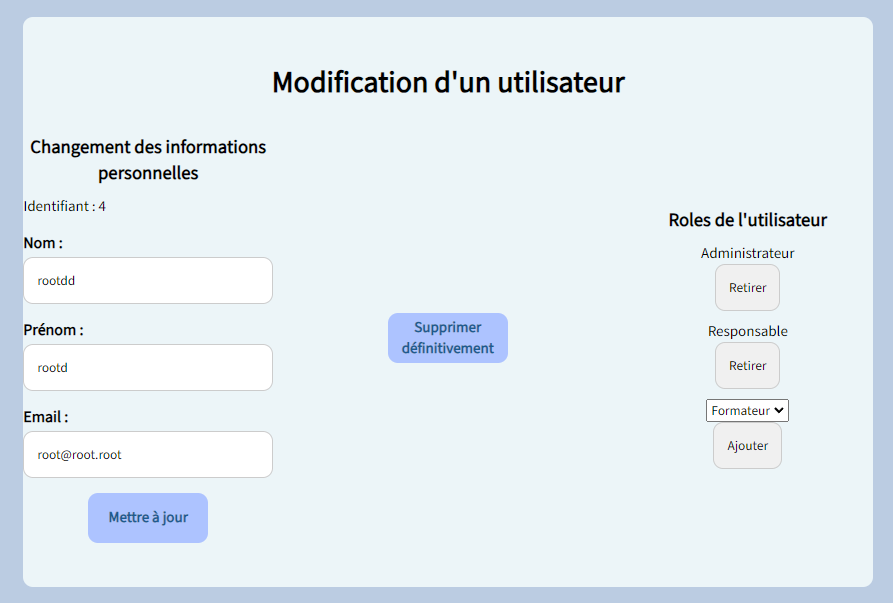 Modification d'un utilisateur
Changement des informations
personnelles
Identifiant : 4
Nom :
rootdd
Prénom :
rootd
Email :
root@root.root
Mettre à jour
Supprimer
définitivement
Roles de l'utilisateur
Administrateur
Retirer
Responsable
Retirer
Formateur
Ajouter